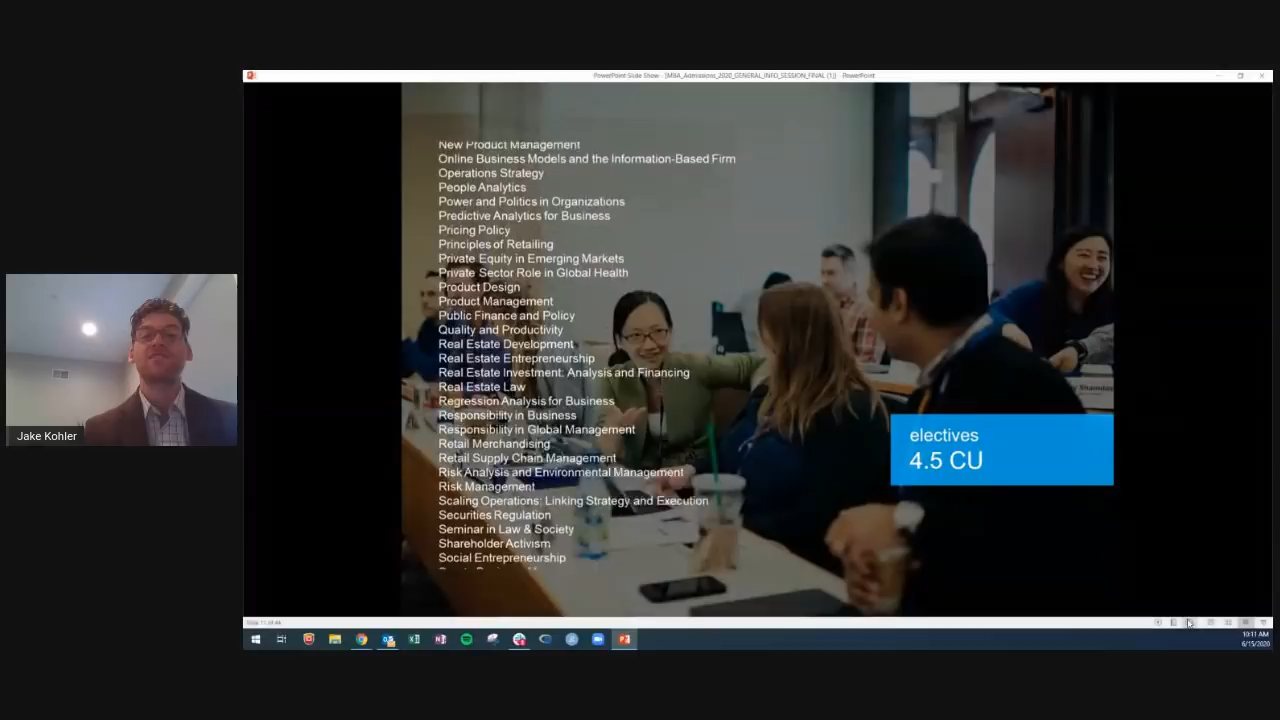 PowerPoint Slide Show - [MBA_Admissions_2020_GENERAL_INFO_SESSION_FINAL (1)] - PowerPoint
New Product Management
Online Business Models and the Information-Based Firm
Operations Strategy
People Analytics
Power and Politics in Organizations
Predictive Analytics for Business
Pricing Policy
Principles of Retailing
Private Equity in Emerging Markets
Private Sector Role in Global Health
Product Design
Product Management
Public Finance and Policy
Quality and Productivity
Real Estate Development
Real Estate Entrepreneurship
Real Estate Investment: Analysis and Financing
Real Estate Law
Regression Analysis for Business
Responsibility in Business
Responsibility in Global Management
Retail Merchandising
Retail Supply Chain Management
Risk Analysis and Environmental Management
Risk Management
Scaling Operations: Linking Strategy and Execution
Securities Regulation
Seminar in Law & Society
Shareholder Activism
Social Entrepreneurship
electives
4.5 CU
Jake Kohler
10:11 AM
6/15/2020